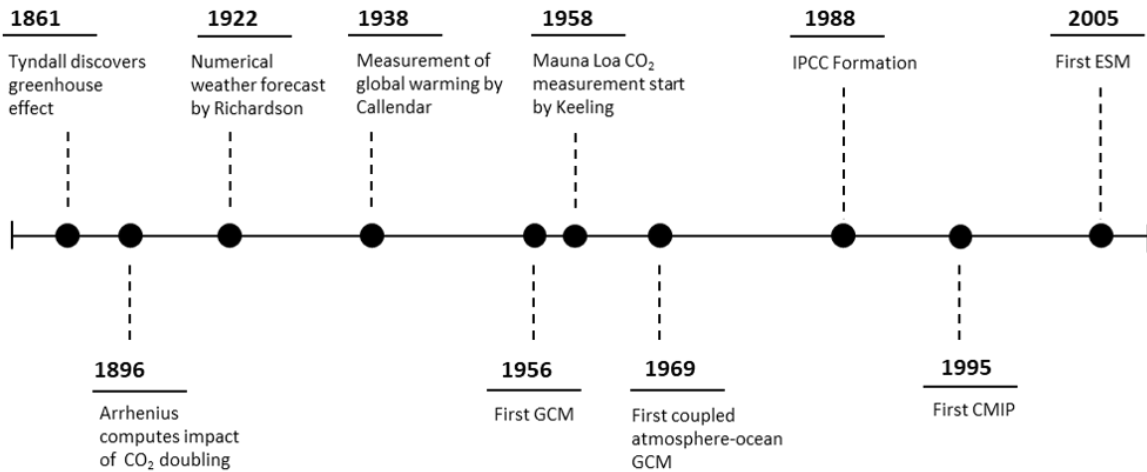 1861
Tyndall discovers
greenhouse
effect
1922
Numerical
weather forecast
by Richardson
1938
Measurement of
global warming by
Callendar
1958
Mauna Loa CO₂
measurement start
by Keeling
1988
IPCC Formation
2005
First ESM
1896
Arrhenius
computes impact
of CO₂ doubling
1956
First GCM
1969
First coupled
atmosphere-ocean
GCM
1995
First CMIP